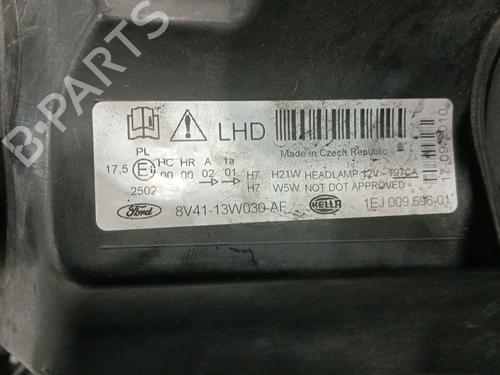 B-PARTS
LHD
Made in Czech Republic
PL
17,5 E1 HC HR A 1a
00 00 02 01 H7 H21W HEADLAMP 12V - T97CA
2502 H7 W5W NOT DOT APPROVED
Ford 8V41-13W030-AF HELLA 1EJ 009 696-01